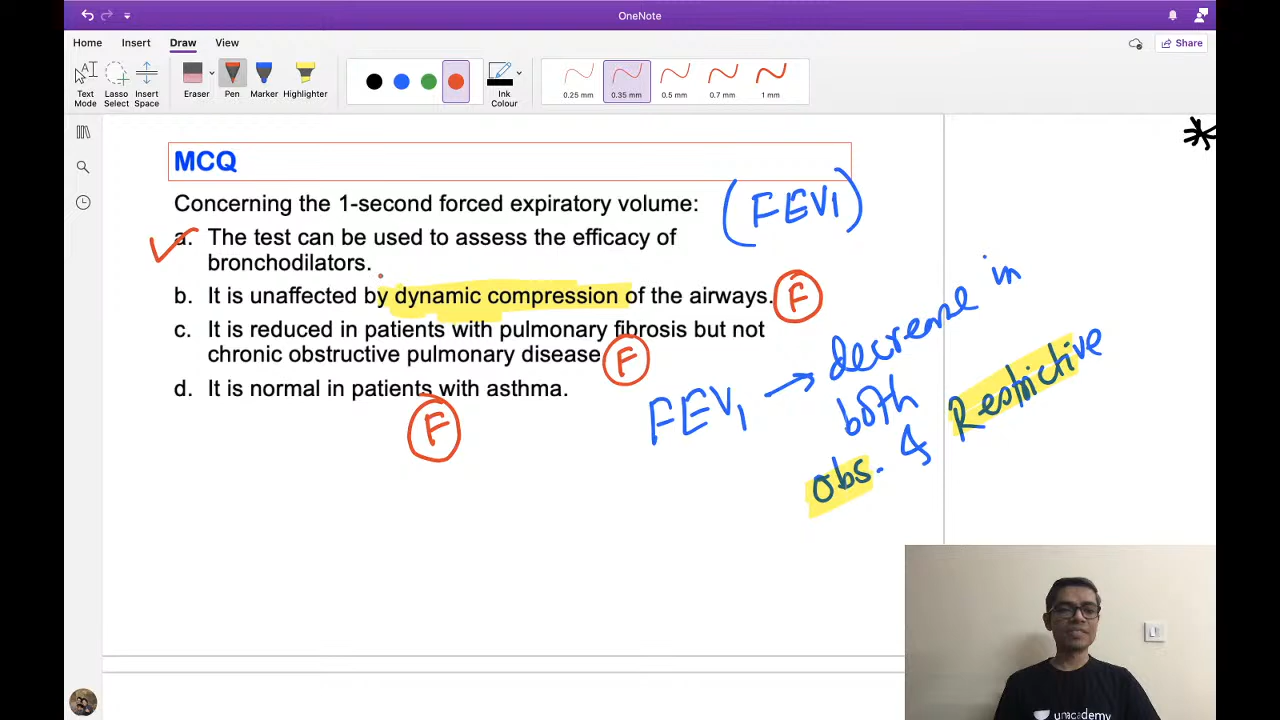 OneNote
Home Insert Draw View
Share
Text Mode
Lasso Select
Insert Space
Eraser
Pen
Marker
Highlighter
Ink Colour
0.25 mm
0.35 mm
0.5 mm
0.7 mm
1 mm
MCQ
Concerning the 1-second forced expiratory volume: (FEV1)
a. The test can be used to assess the efficacy of
bronchodilators.
b. It is unaffected by dynamic compression of the airways. F
c. It is reduced in patients with pulmonary fibrosis but not
chronic obstructive pulmonary disease F
d. It is normal in patients with asthma.
F
FEV1 → decrease in
both
obs. & Restrictive
unacademy